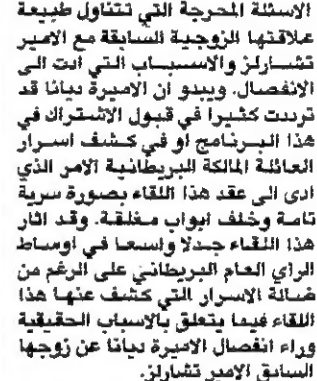 الاسئلة المحرجة التي تتناول طبيعة
علاقتها الزوجية السابقة مع الامير
تشارلز والاسباب التي ادت الى
الانفصال. ويبدو ان الاميرة ديانا قد
ترددت كثيرا في قبول الاشتراك في
هذا البرنامج او في كشف اسرار
العائلة المالكة البريطانية الامر الذي
ادى الى عقد هذا اللقاء بصورة سرية
تامة وخلف ابواب مغلقة. وقد اثار
هذا اللقاء جدلا واسعا في اوساط
الراي العام البريطاني على الرغم من
ضالة الاسرار التي كشف عنها هذا
اللقاء فيما يتعلق بالاسباب الحقيقية
وراء انفصال الاميرة ديانا عن زوجها
السابق الامير تشارلز.